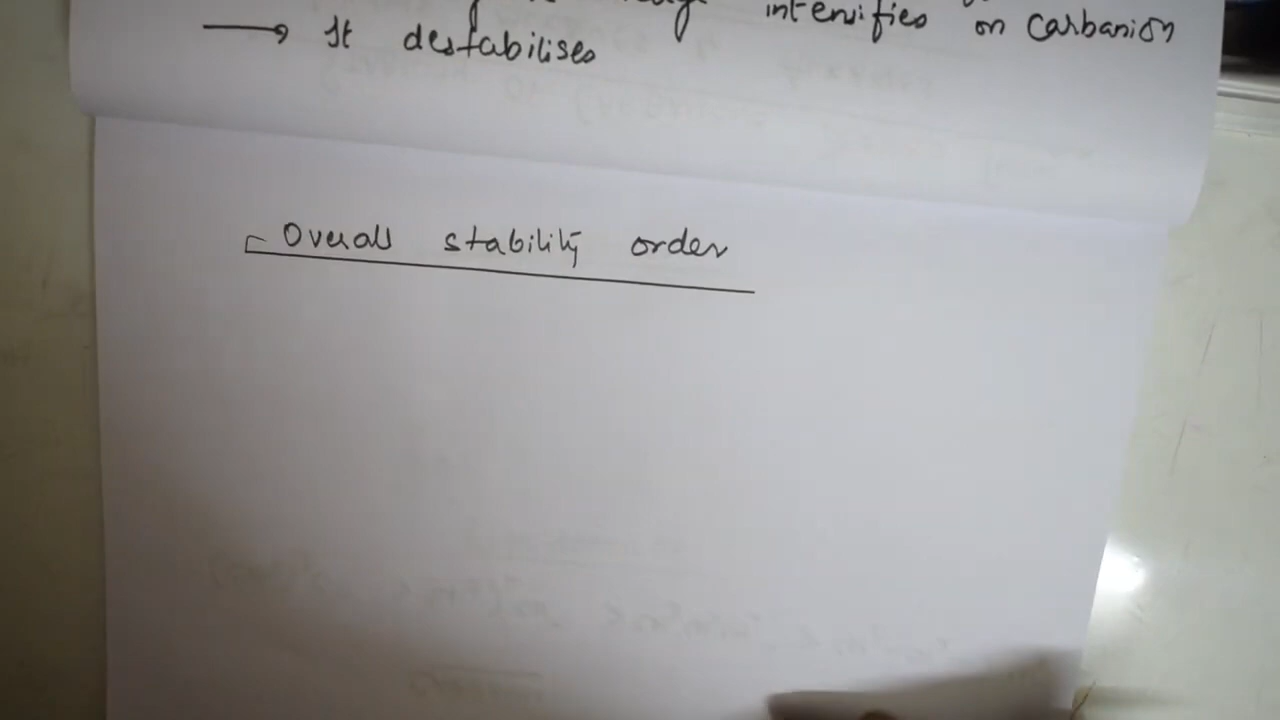 intensifies on carbanion
→ It destabilises
Overall stability order